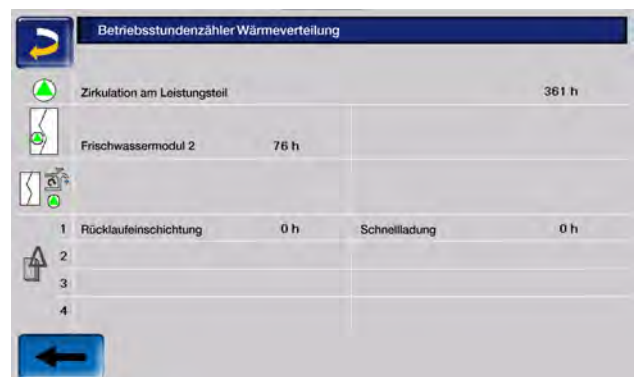 Betriebsstundenzähler Wärmeverteilung
Zirkulation am Leistungsteil 361 h
Frischwassermodul 2 76 h
1 Rücklaufeinschichtung 0 h Schnellladung 0 h
2
3
4